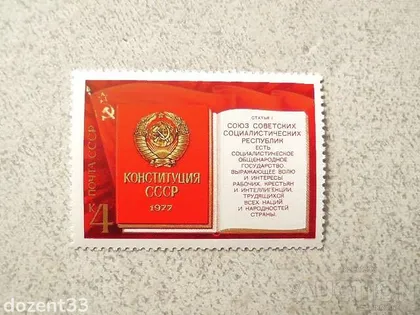 4 К ПОЧТА СССР
КОНСТИТУЦИЯ
СССР
1977
СТАТЬЯ 1
СОЮЗ СОВЕТСКИХ
СОЦИАЛИСТИЧЕСКИХ
РЕСПУБЛИК
ЕСТЬ
СОЦИАЛИСТИЧЕСКОЕ
ОБЩЕНАРОДНОЕ
ГОСУДАРСТВО,
ВЫРАЖАЮЩЕЕ ВОЛЮ
И ИНТЕРЕСЫ
РАБОЧИХ, КРЕСТЬЯН
И ИНТЕЛЛИГЕНЦИИ,
ТРУДЯЩИХСЯ
ВСЕХ НАЦИЙ
И НАРОДНОСТЕЙ
СТРАНЫ.
dozent33